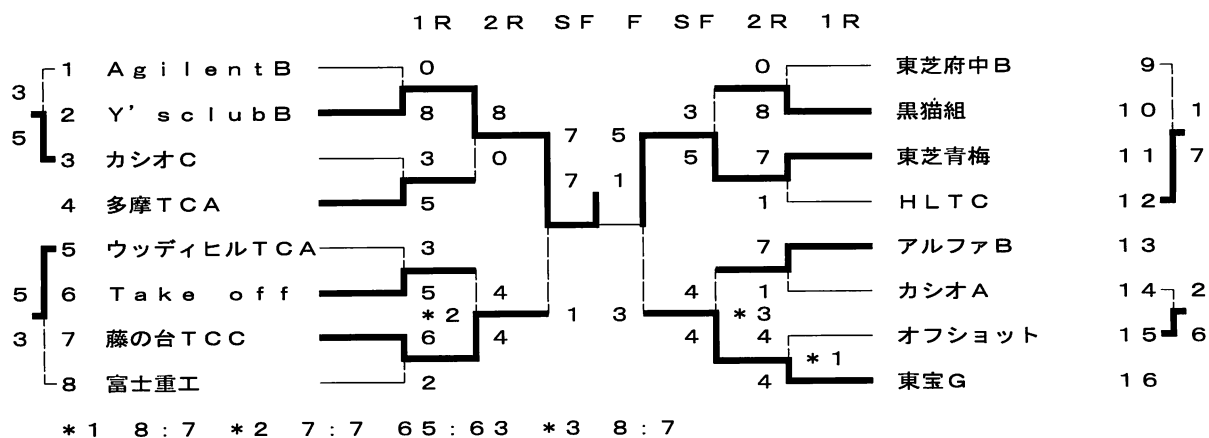 1R 2R SF F SF 2R 1R
1 AgilentB 0 0 東芝府中B 9
3
2 Y'sclubB 8 8 3 8 黒猫組 10 1
5 7 5
3 カシオC 3 0 5 7 東芝青梅 11 7
7 1
4 多摩TCA 5 1 HLTC 12
5 ウッディヒルTCA 3 7 アルファB 13
5 6 Take off 5 4 4 1 カシオA 14 2
*2 1 3 *3
3 7 藤の台TCC 6 4 4 4 オフショット 15 6
*1
8 富士重工 2 4 東宝G 16
*1 8:7 *2 7:7 65:63 *3 8:7